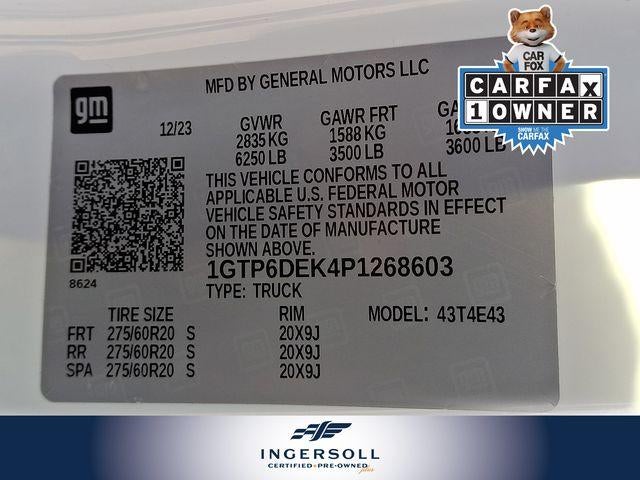 MFD BY GENERAL MOTORS LLC
gm
CAR
FOX
CARFAX
1 OWNER
SHOW ME THE
CARFAX
12/23 GVWR GAWR FRT
2835 KG 1588 KG
6250 LB 3500 LB 3600 LB
THIS VEHICLE CONFORMS TO ALL
APPLICABLE U.S. FEDERAL MOTOR
VEHICLE SAFETY STANDARDS IN EFFECT
ON THE DATE OF MANUFACTURE
SHOWN ABOVE.
8624
1GTP6DEK4P1268603
TYPE: TRUCK
TIRE SIZE RIM MODEL: 43T4E43
FRT 275/60R20 S 20X9J
RR 275/60R20 S 20X9J
SPA 275/60R20 S 20X9J
INGERSOLL
CERTIFIED • PRE-OWNED plus